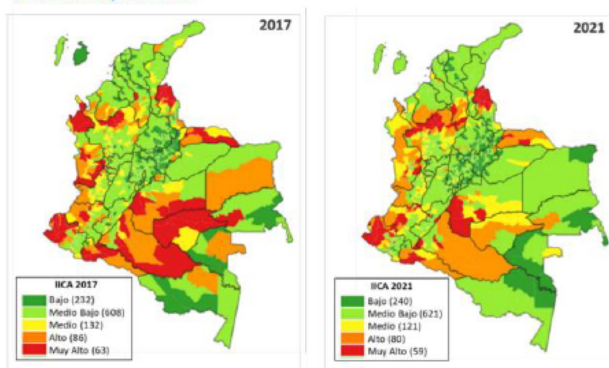 2017
IICA 2017
Bajo (232)
Medio Bajo (608)
Medio (132)
Alto (86)
Muy Alto (63)
2021
IICA 2021
Bajo (240)
Medio Bajo (621)
Medio (121)
Alto (80)
Muy Alto (59)